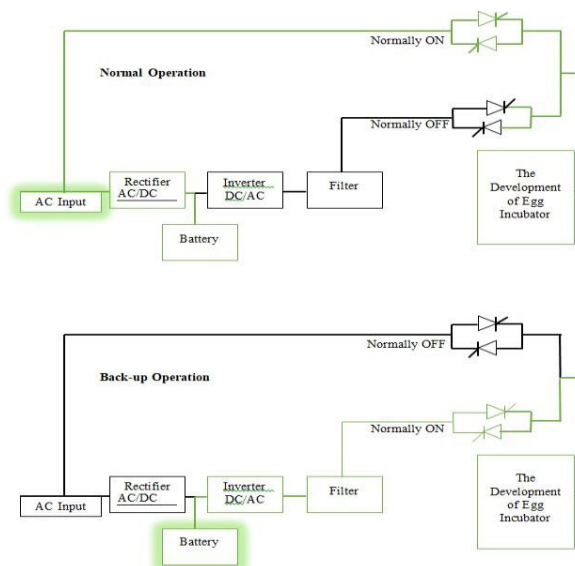 Normally ON
Normal Operation
Normally OFF
Rectifier
AC/DC
Inverter
DC/AC
Filter
AC Input
Battery
The
Development
of Egg
Incubator
Normally OFF
Back-up Operation
Normally ON
Rectifier
AC/DC
Inverter
DC/AC
Filter
AC Input
Battery
The
Development
of Egg
Incubator